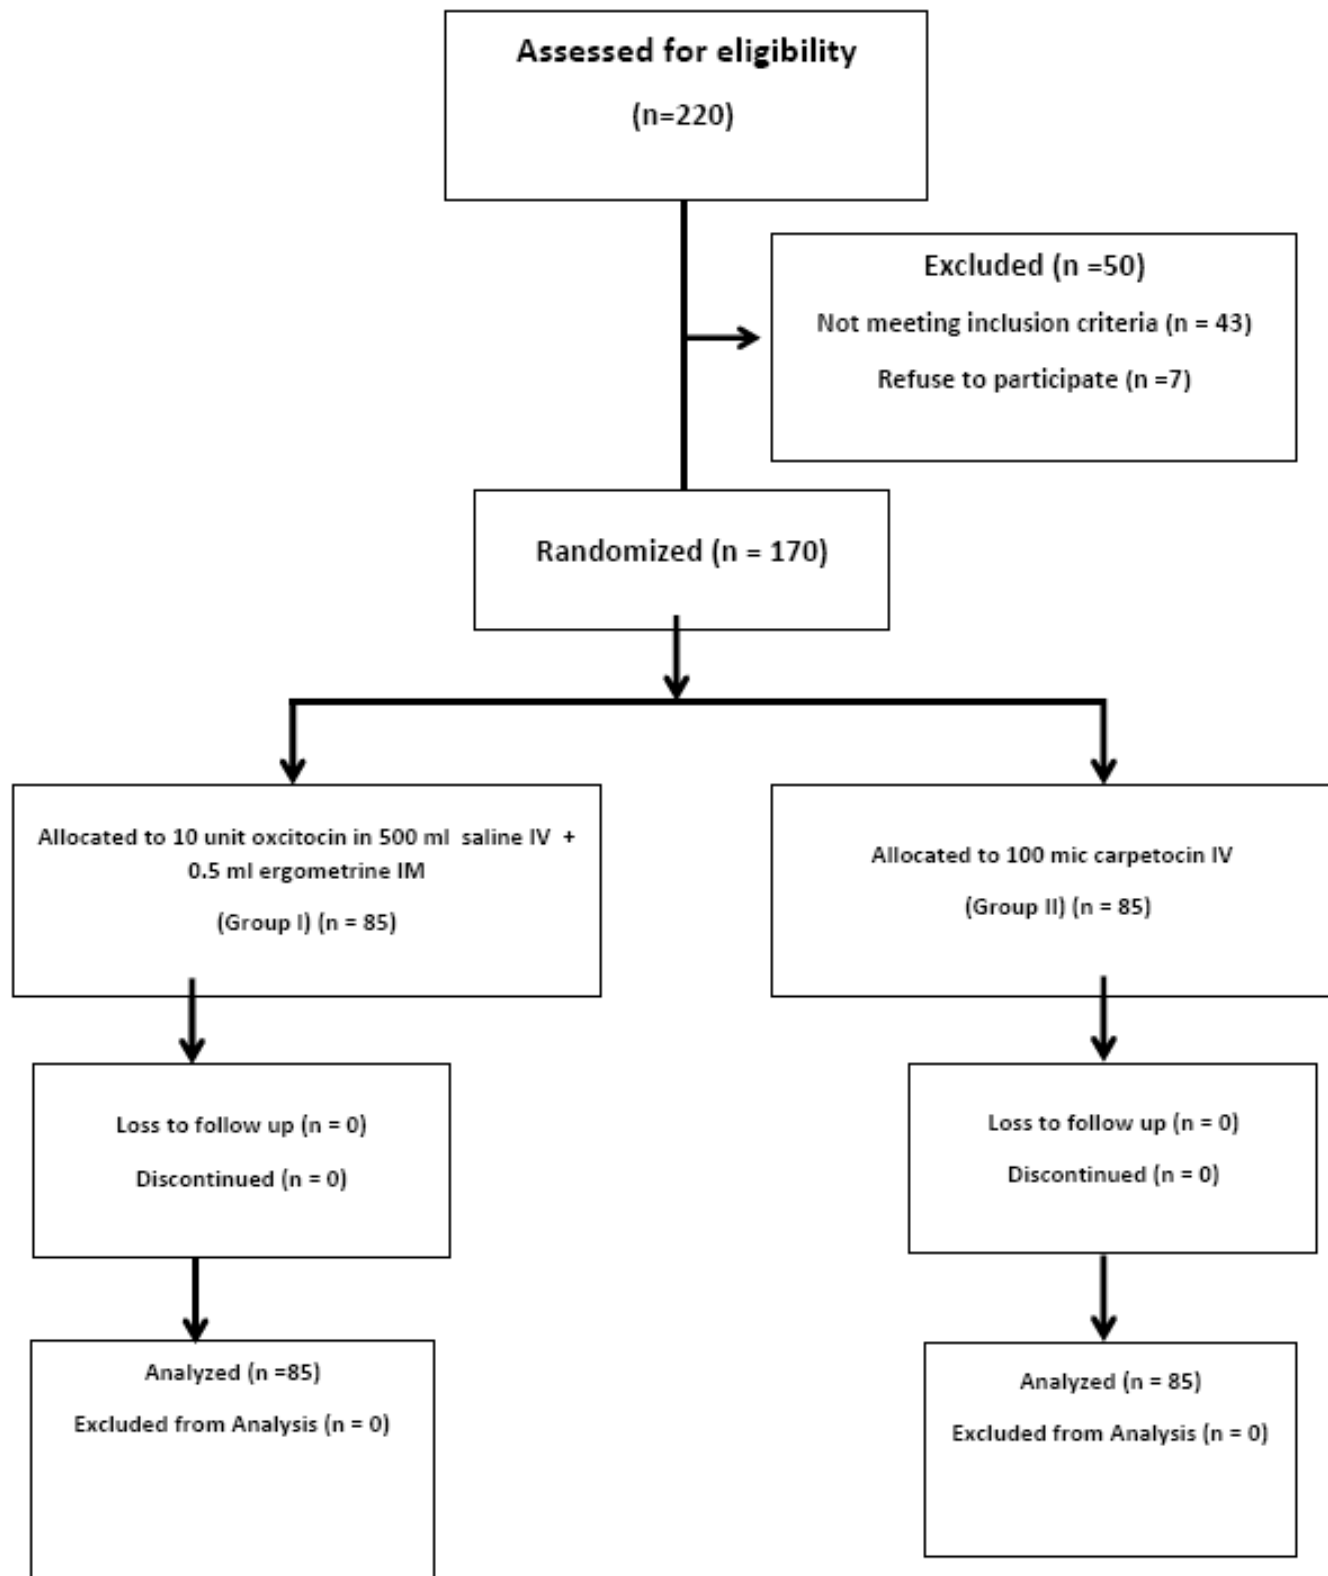 Assessed for eligibility
(n=220)
Excluded (n =50)
Not meeting inclusion criteria (n = 43)
Refuse to participate (n =7)
Randomized (n = 170)
Allocated to 10 unit oxcitocin in 500 ml saline IV +
0.5 ml ergometrine IM
(Group I) (n = 85)
Allocated to 100 mic carpetocin IV
(Group II) (n = 85)
Loss to follow up (n = 0)
Discontinued (n = 0)
Loss to follow up (n = 0)
Discontinued (n = 0)
Analyzed (n =85)
Excluded from Analysis (n = 0)
Analyzed (n = 85)
Excluded from Analysis (n = 0)